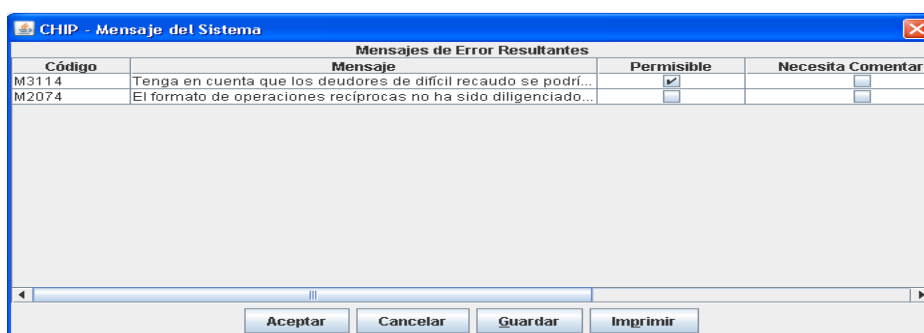 CHIP - Mensaje del Sistema
Mensajes de Error Resultantes
Código Mensaje Permisible Necesita Comentar
M3114 Tenga en cuenta que los deudores de difícil recaudo se podrí...
M2074 El formato de operaciones recíprocas no ha sido diligenciado...
Aceptar Cancelar Guardar Imprimir